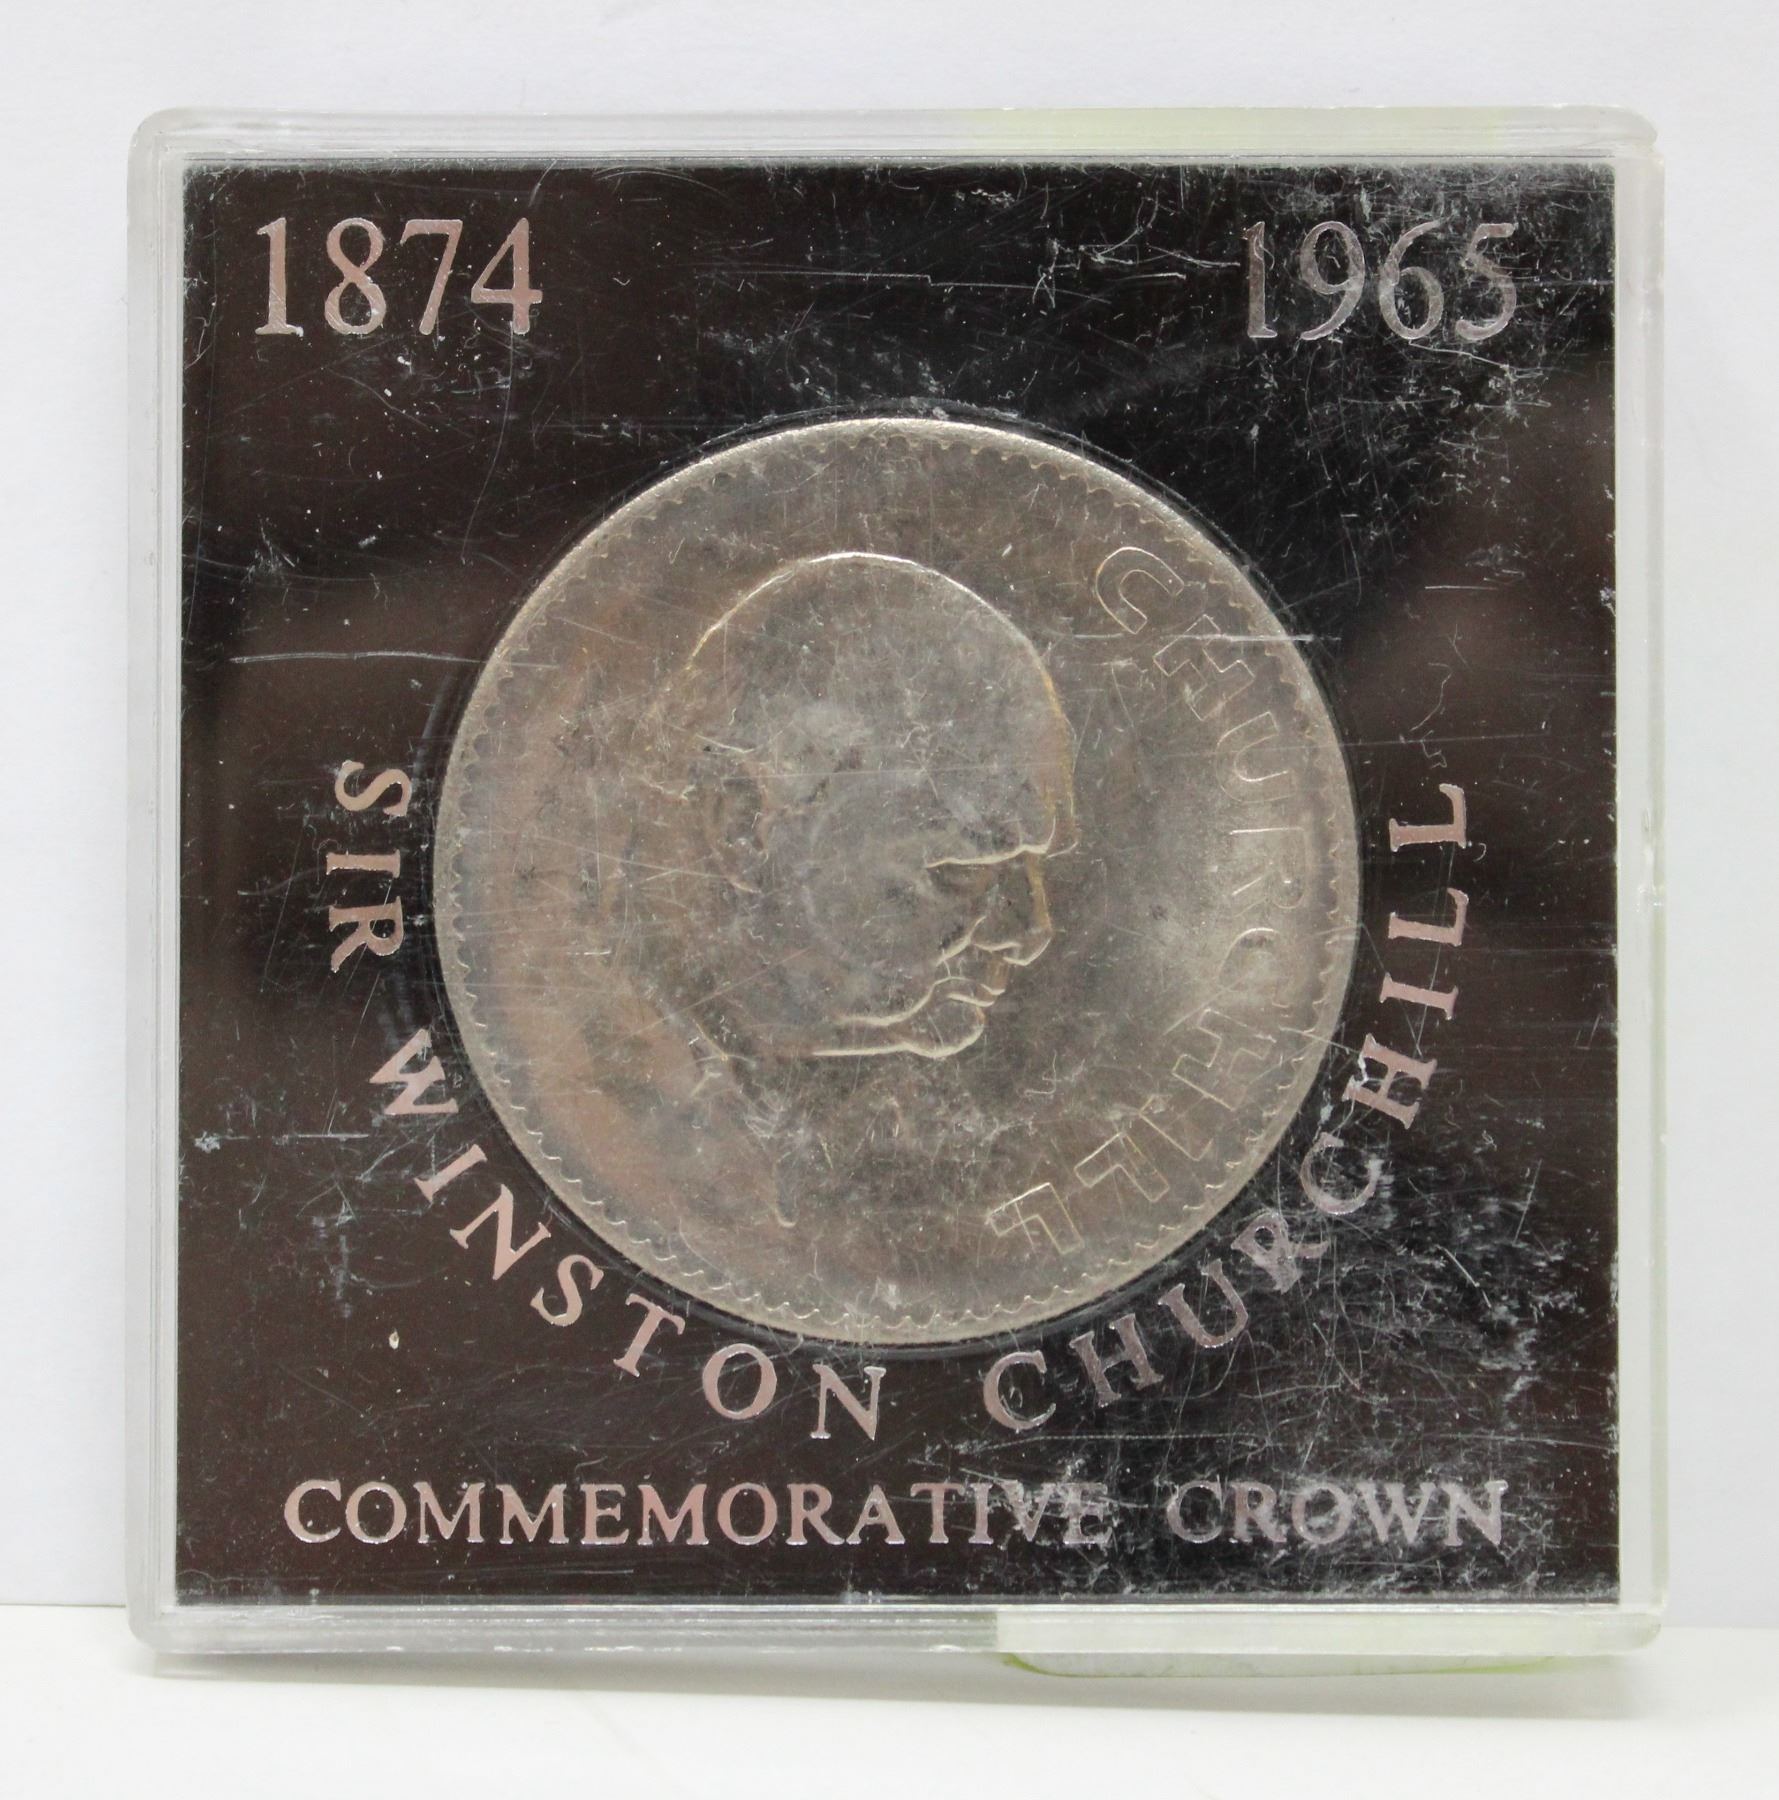 1874 1965
CHURCHILL
SIR WINSTON CHURCHILL
COMMEMORATIVE CROWN